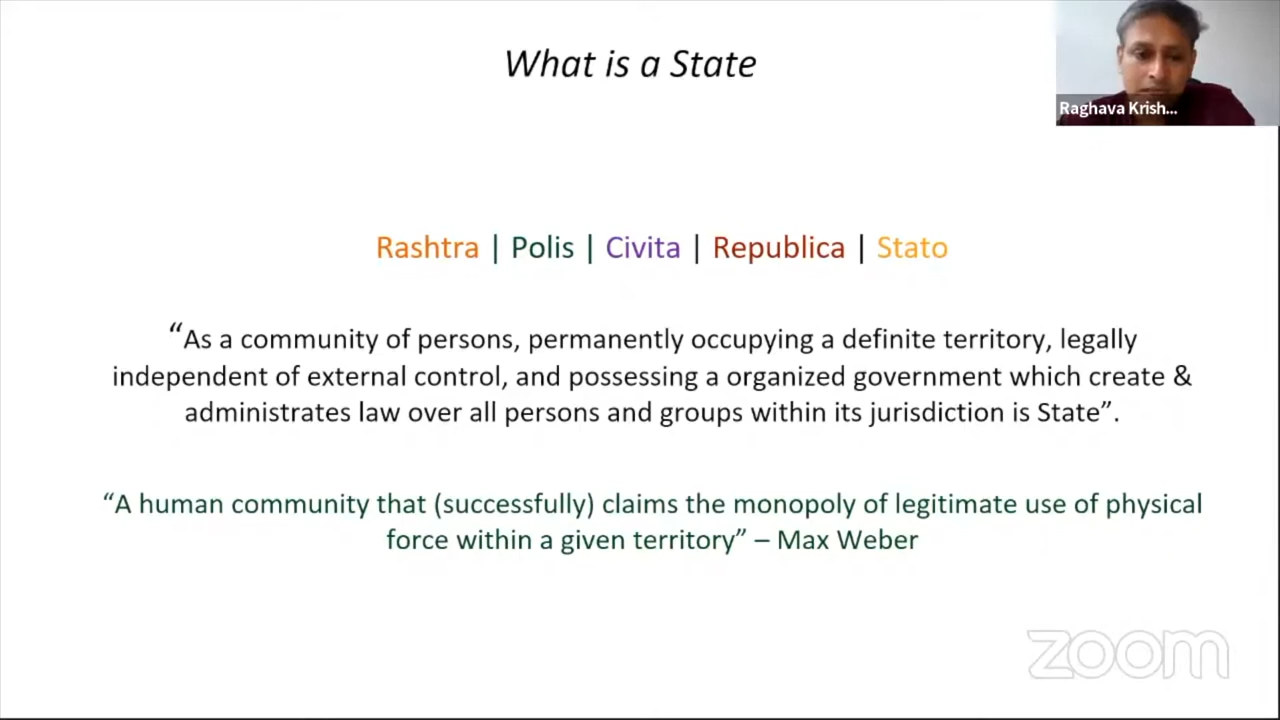 What is a State
Raghava Krish...
Rashtra | Polis | Civita | Republica | Stato
“As a community of persons, permanently occupying a definite territory, legally
independent of external control, and possessing a organized government which create &
administrates law over all persons and groups within its jurisdiction is State”.
“A human community that (successfully) claims the monopoly of legitimate use of physical
force within a given territory” – Max Weber
zoom